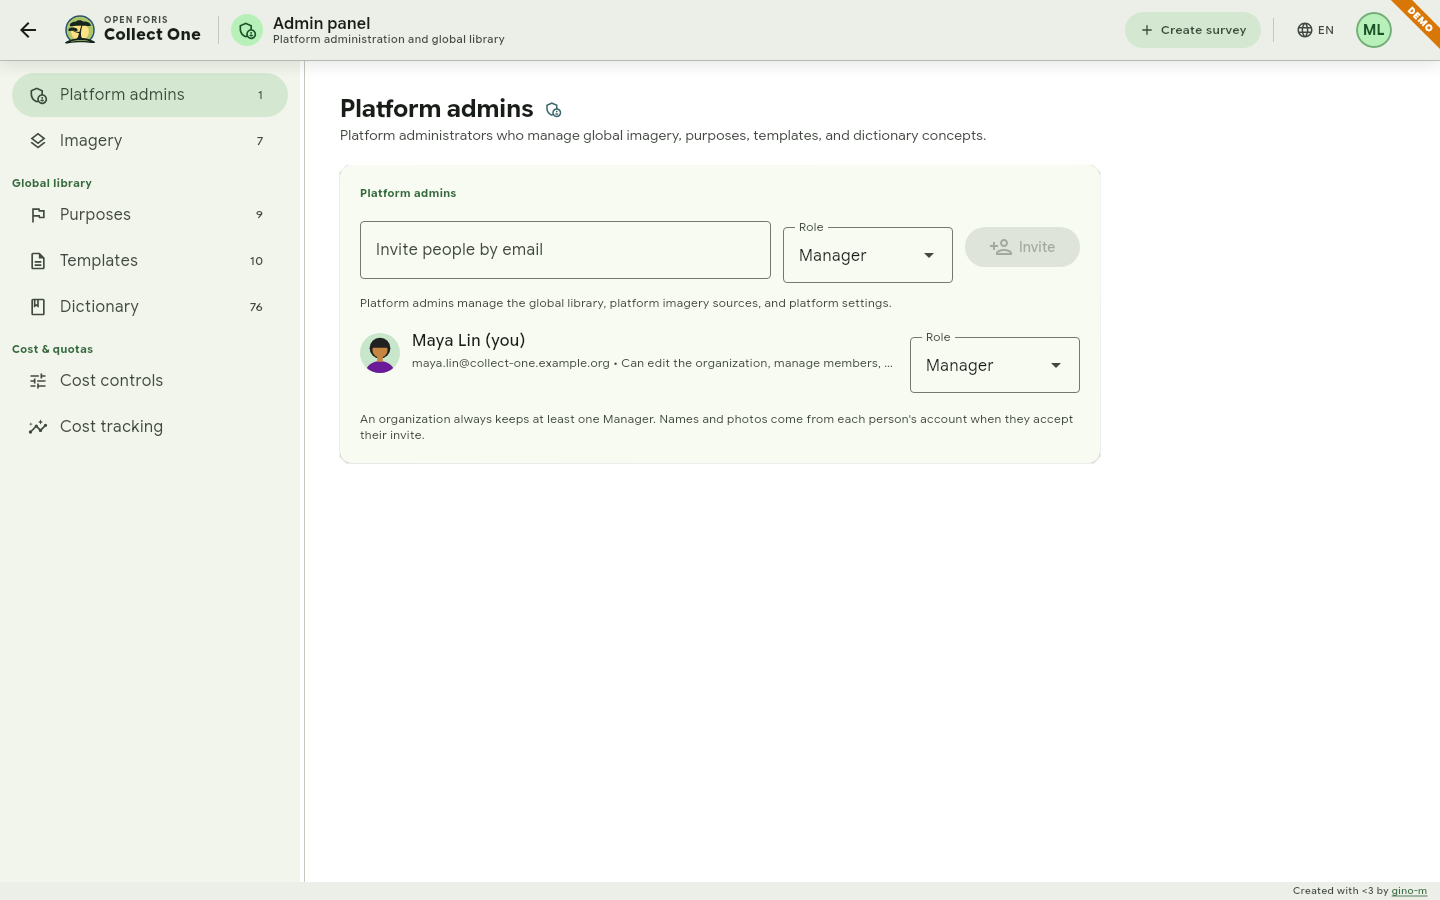 OPEN FORIS
Collect One
Admin panel
Platform administration and global library
Create survey
EN
ML
DEMO
Platform admins 1
Imagery 7
Global library
Purposes 9
Templates 10
Dictionary 76
Cost & quotas
Cost controls
Cost tracking
Platform admins
Platform administrators who manage global imagery, purposes, templates, and dictionary concepts.
Platform admins
Invite people by email
Role
Manager
Invite
Platform admins manage the global library, platform imagery sources, and platform settings.
Maya Lin (you)
maya.lin@collect-one.example.org • Can edit the organization, manage members, ...
Role
Manager
An organization always keeps at least one Manager. Names and photos come from each person's account when they accept
their invite.
Created with <3 by gino-m